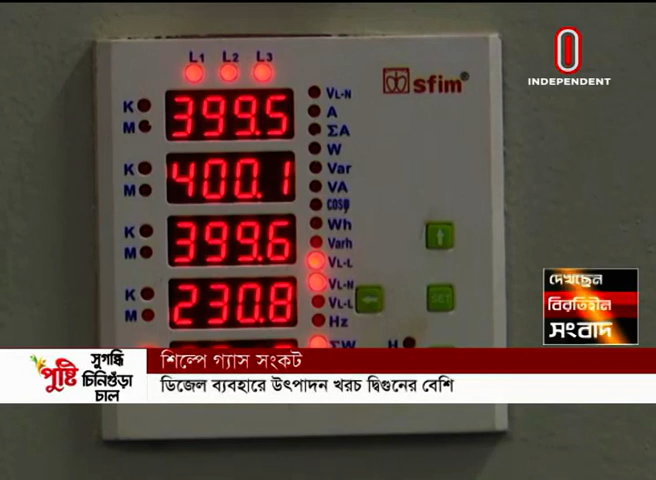 INDEPENDENT
L1 L2 L3
sfim®
K
M
399.5
VL-N
A
ΣA
W
K
M
400.1
Var
VA
COSφ
K
M
399.6
Wh
Varh
VL-L
K
M
230.8
VL-N
VL-L
Hz
SET
ΣW
H
দেখছেন
বিরতিহীন
সংবাদ
পুষ্টি
সুগন্ধি
চিনিগুঁড়া
চাল
শিল্পে গ্যাস সংকট
ডিজেল ব্যবহারে উৎপাদন খরচ দ্বিগুনের বেশি